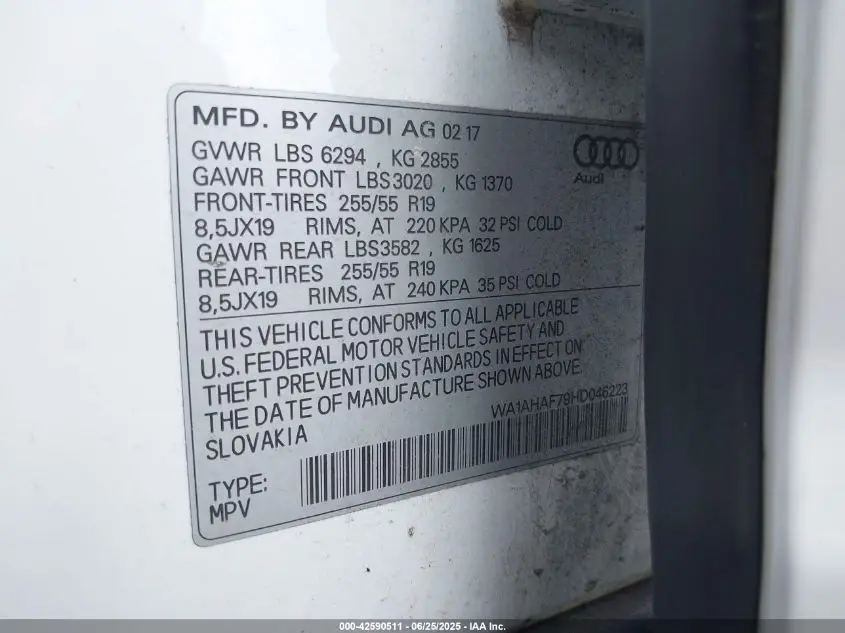 MFD. BY AUDI AG 02 17
GVWR LBS 6294 , KG 2855
GAWR FRONT LBS3020 , KG 1370
FRONT-TIRES 255/55 R19
8,5JX19 RIMS, AT 220 KPA 32 PSI COLD
GAWR REAR LBS3582 , KG 1625
REAR-TIRES 255/55 R19
8,5JX19 RIMS, AT 240 KPA 35 PSI COLD
Audi
THIS VEHICLE CONFORMS TO ALL APPLICABLE
U.S. FEDERAL MOTOR VEHICLE SAFETY AND
THEFT PREVENTION STANDARDS IN EFFECT ON
THE DATE OF MANUFACTURE SHOWN ABOVE.
SLOVAKIA
WA1AHAF79HD046223
TYPE:
MPV
000-42590511 - 06/25/2025 - IAA Inc.